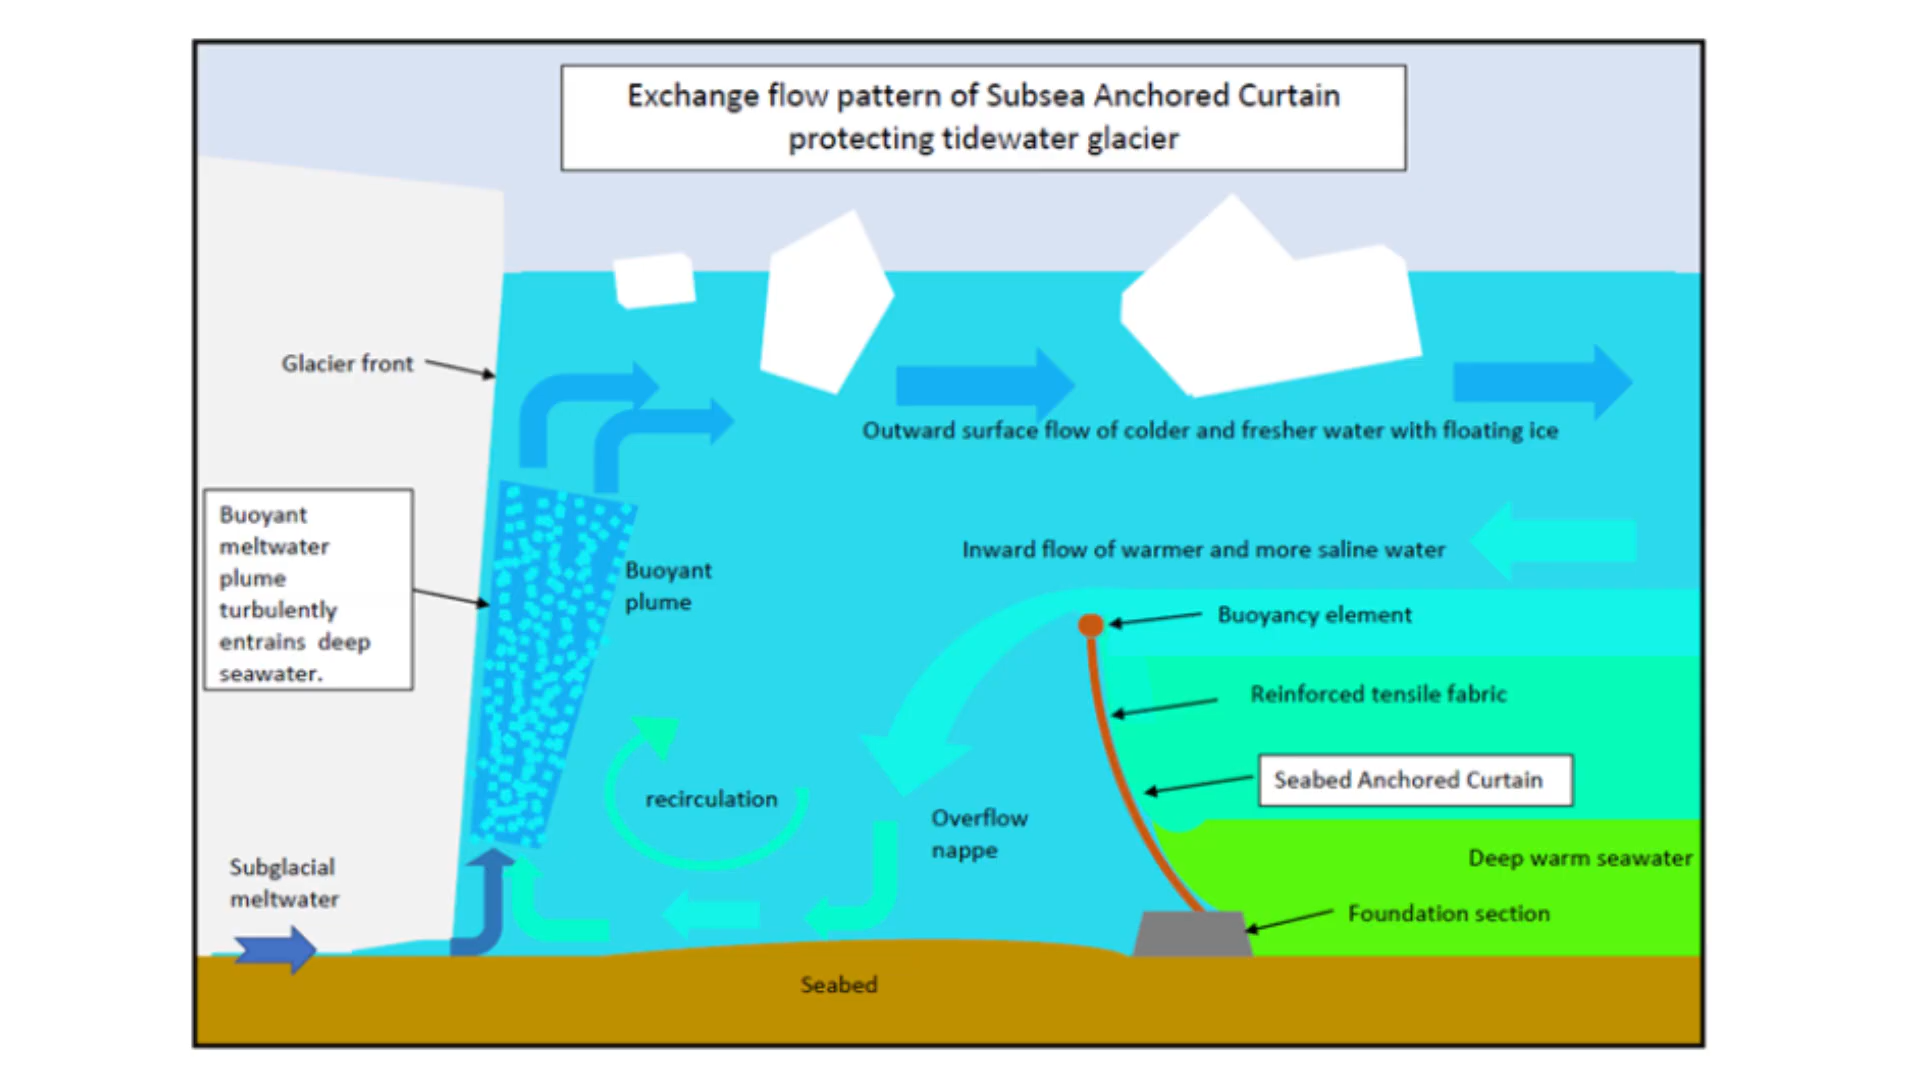 Exchange flow pattern of Subsea Anchored Curtain
protecting tidewater glacier
Glacier front
Outward surface flow of colder and fresher water with floating ice
Buoyant
meltwater
plume
turbulently
entrains deep
seawater.
Buoyant
plume
Inward flow of warmer and more saline water
Buoyancy element
Reinforced tensile fabric
Seabed Anchored Curtain
recirculation
Overflow
nappe
Deep warm seawater
Subglacial
meltwater
Foundation section
Seabed